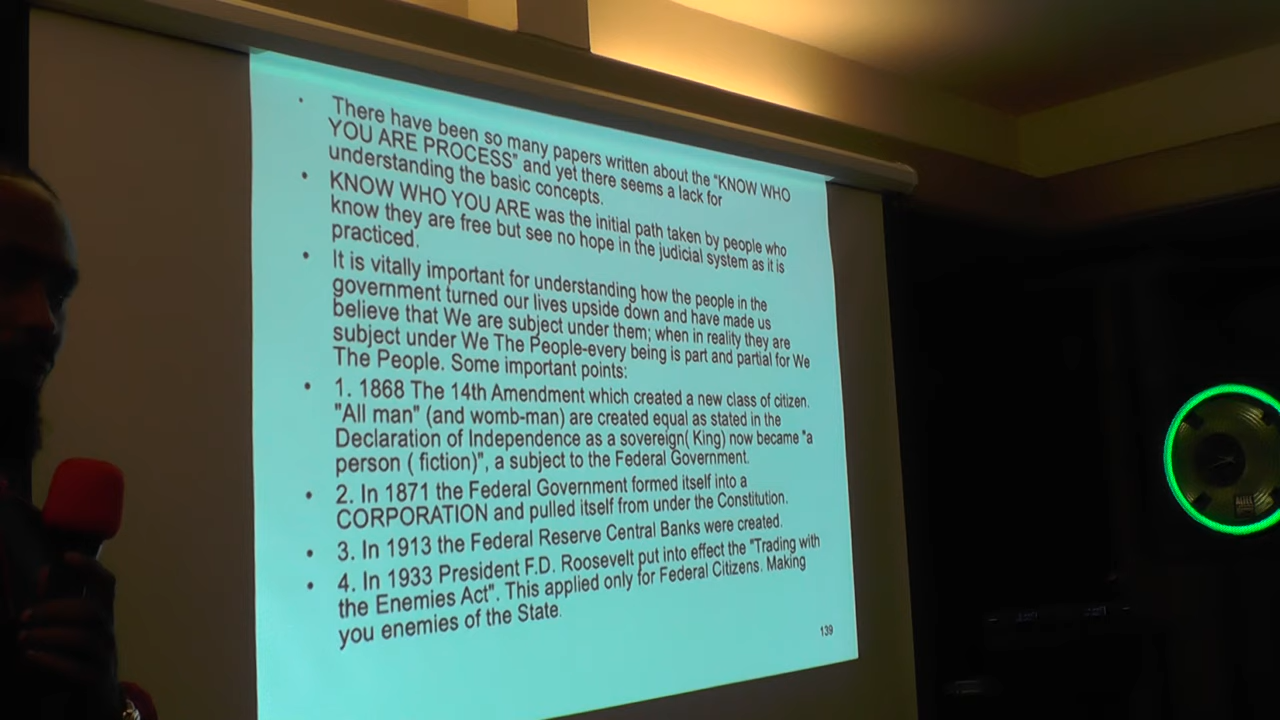 • There have been so many papers written about the "KNOW WHO
YOU ARE PROCESS" and yet there seems a lack for
understanding the basic concepts.
• KNOW WHO YOU ARE was the initial path taken by people who
know they are free but see no hope in the judicial system as it is
practiced.
• It is vitally important for understanding how the people in the
government turned our lives upside down and have made us
believe that We are subject under them; when in reality they are
subject under We The People-every being is part and partial for We
The People. Some important points:
• 1. 1868 The 14th Amendment which created a new class of citizen.
"All man" (and womb-man) are created equal as stated in the
Declaration of Independence as a sovereign( King) now became "a
person ( fiction)", a subject to the Federal Government.
• 2. In 1871 the Federal Government formed itself into a
CORPORATION and pulled itself from under the Constitution.
• 3. In 1913 the Federal Reserve Central Banks were created.
• 4. In 1933 President F.D. Roosevelt put into effect the "Trading with
the Enemies Act". This applied only for Federal Citizens. Making
you enemies of the State.
139